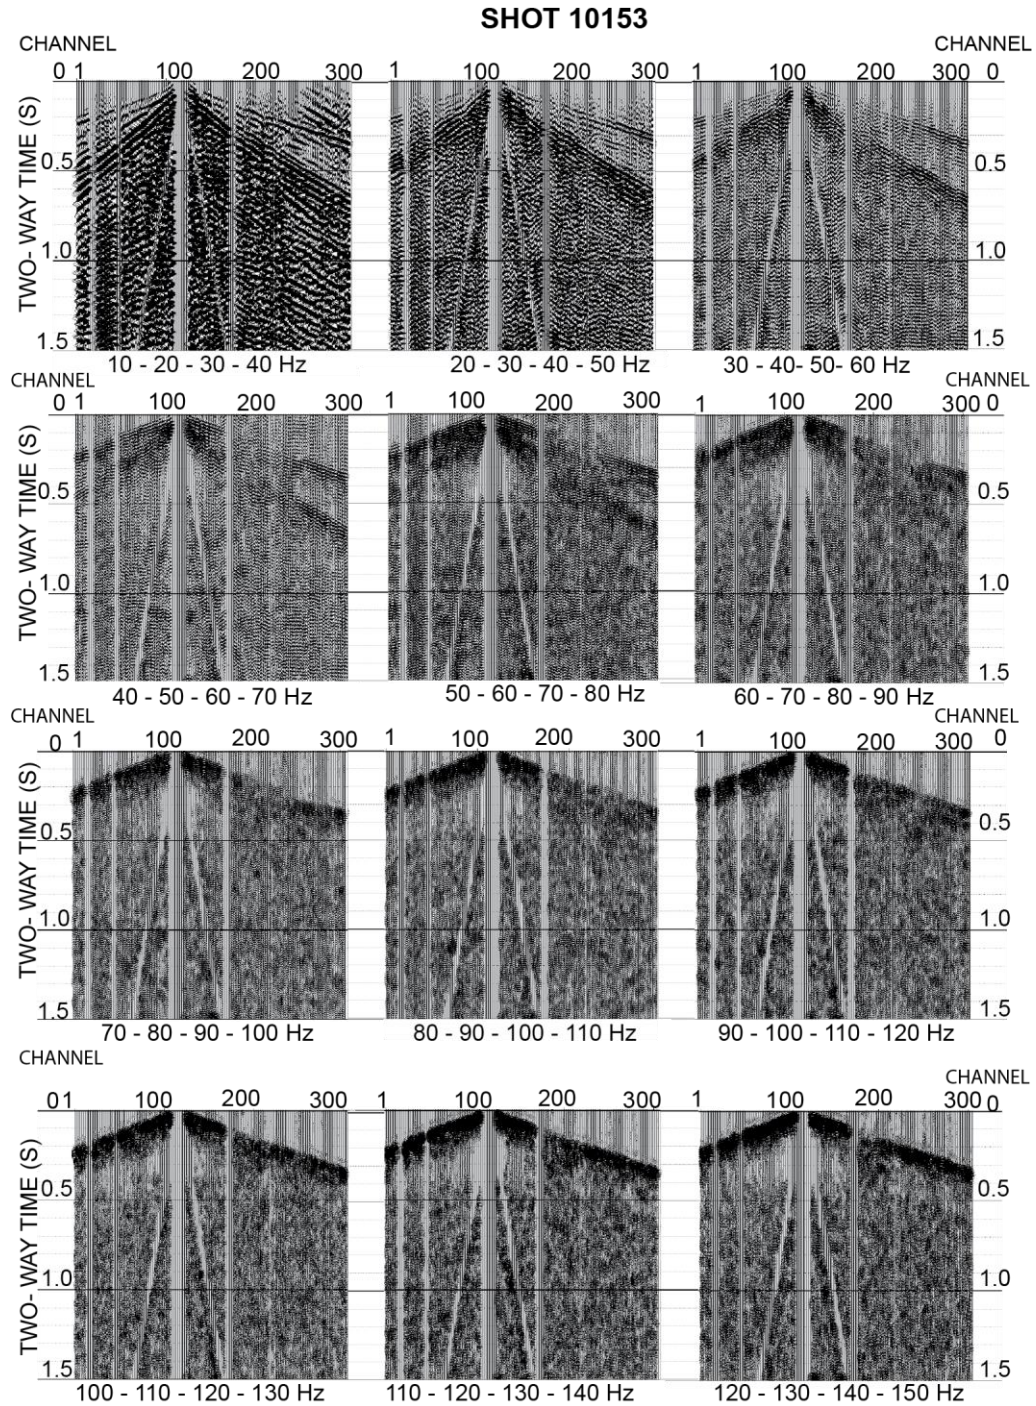 SHOT 10153
CHANNEL CHANNEL
0 1 100 200 300 1 100 200 300 1 100 200 300 0
TWO- WAY TIME (S)
0.5 0.5
1.0 1.0
1.5 1.5
10 - 20 - 30 - 40 Hz 20 - 30 - 40 - 50 Hz 30 - 40- 50- 60 Hz
CHANNEL CHANNEL
0 1 100 200 300 1 100 200 300 1 100 200 300 0
TWO- WAY TIME (S)
0.5 0.5
1.0 1.0
1.5 1.5
40 - 50 - 60 - 70 Hz 50 - 60 - 70 - 80 Hz 60 - 70 - 80 - 90 Hz
CHANNEL CHANNEL
0 1 100 200 300 1 100 200 300 1 100 200 300 0
TWO- WAY TIME (S)
0.5 0.5
1.0 1.0
1.5 1.5
70 - 80 - 90 - 100 Hz 80 - 90 - 100 - 110 Hz 90 - 100 - 110 - 120 Hz
CHANNEL CHANNEL
01 100 200 300 1 100 200 300 1 100 200 300 0
TWO- WAY TIME (S)
0.5 0.5
1.0 1.0
1.5 1.5
100 - 110 - 120 - 130 Hz 110 - 120 - 130 - 140 Hz 120 - 130 - 140 - 150 Hz